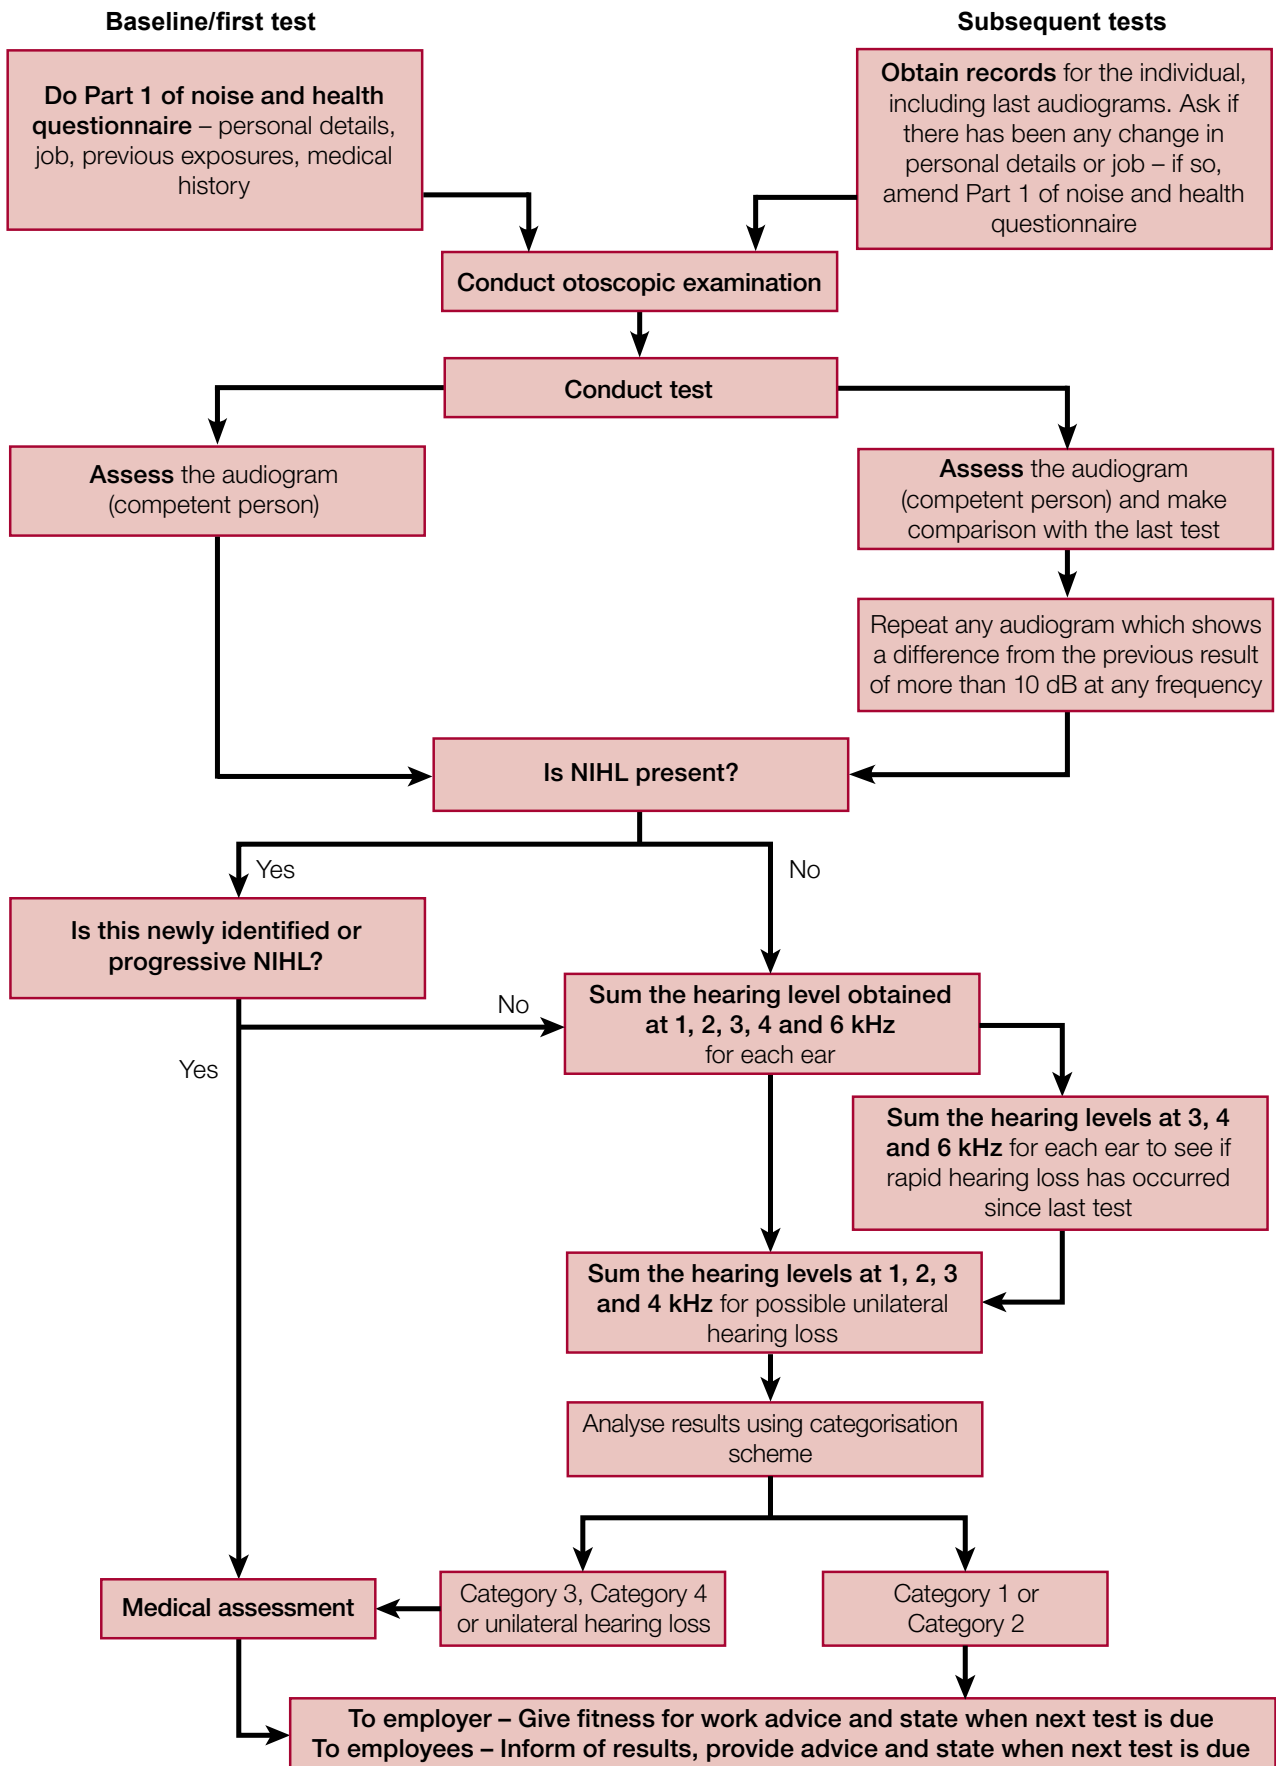 Baseline/first test
Subsequent tests
Do Part 1 of noise and health
questionnaire – personal details,
job, previous exposures, medical
history
Obtain records for the individual,
including last audiograms. Ask if
there has been any change in
personal details or job – if so,
amend Part 1 of noise and health
questionnaire
Conduct otoscopic examination
Conduct test
Assess the audiogram
(competent person)
Assess the audiogram
(competent person) and make
comparison with the last test
Repeat any audiogram which shows
a difference from the previous result
of more than 10 dB at any frequency
Is NIHL present?
Yes
No
Is this newly identified or
progressive NIHL?
No
Yes
Sum the hearing level obtained
at 1, 2, 3, 4 and 6 kHz
for each ear
Sum the hearing levels at 3, 4
and 6 kHz for each ear to see if
rapid hearing loss has occurred
since last test
Sum the hearing levels at 1, 2, 3
and 4 kHz for possible unilateral
hearing loss
Analyse results using categorisation
scheme
Medical assessment
Category 3, Category 4
or unilateral hearing loss
Category 1 or
Category 2
To employer – Give fitness for work advice and state when next test is due
To employees – Inform of results, provide advice and state when next test is due